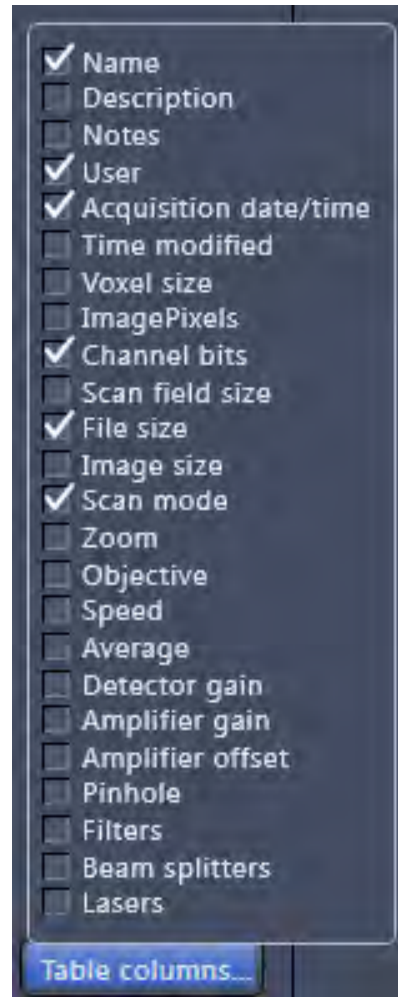 Name
Description
Notes
User
Acquisition date/time
Time modified
Voxel size
ImagePixels
Channel bits
Scan field size
File size
Image size
Scan mode
Zoom
Objective
Speed
Average
Detector gain
Amplifier gain
Amplifier offset
Pinhole
Filters
Beam splitters
Lasers
Table columns...